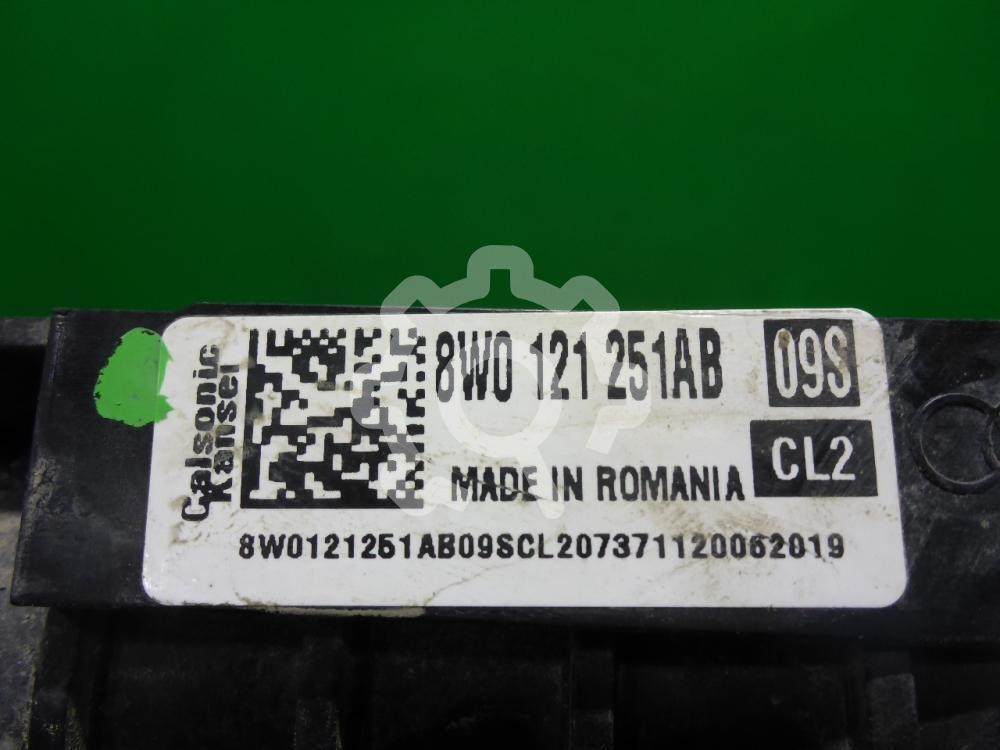 Calsonic
Kansei
8W0 121 251AB
09S
MADE IN ROMANIA
CL2
8W0121251AB09SCL207371120062019